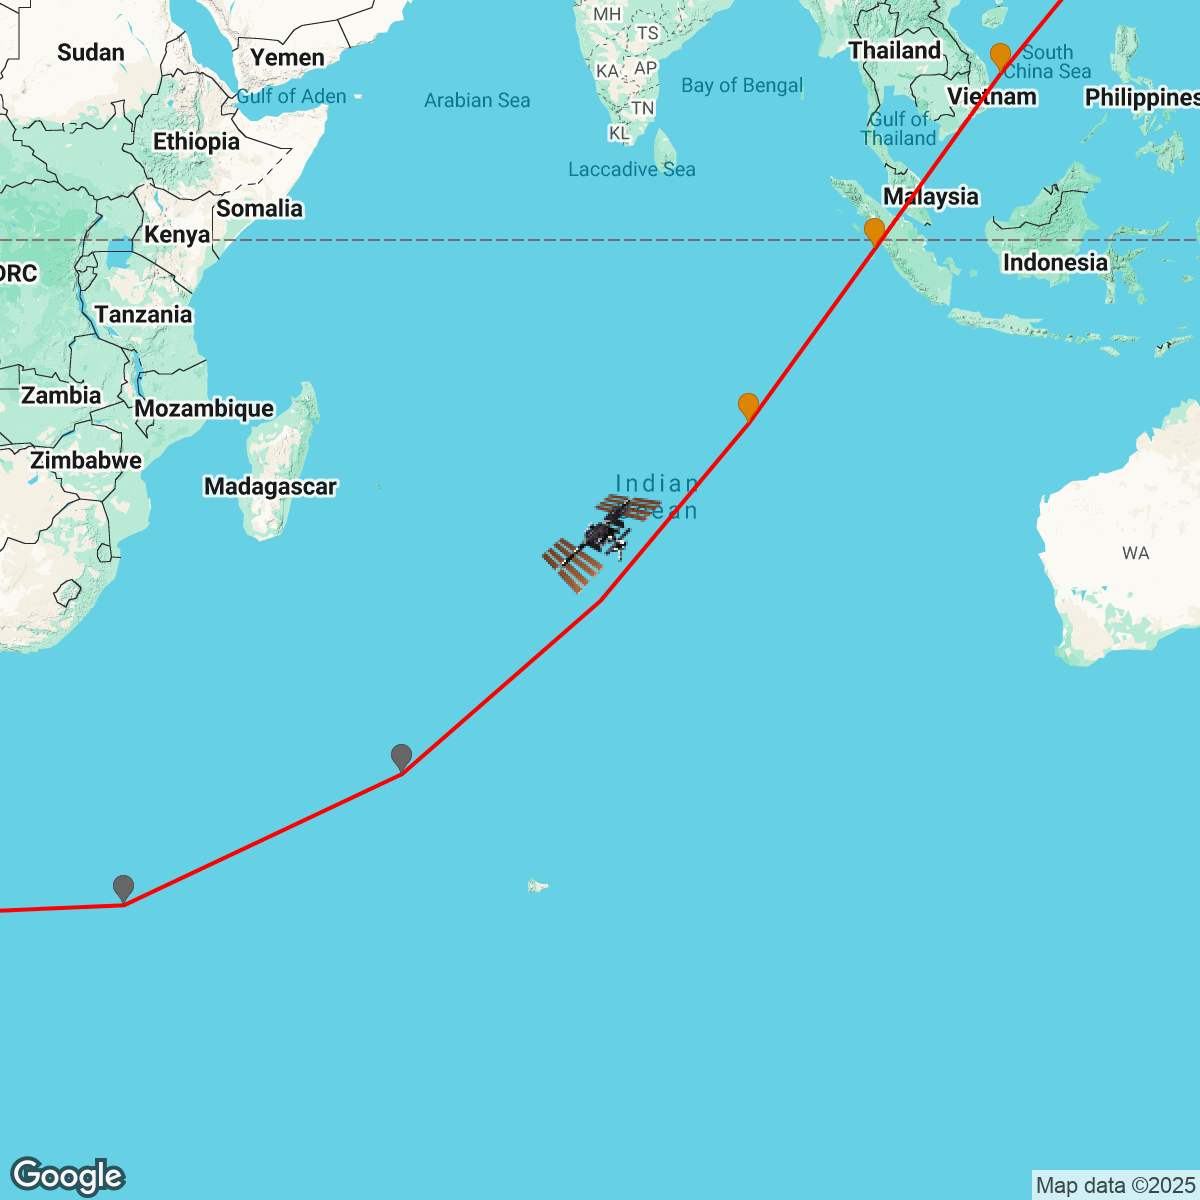 MH
TS
Sudan
Yemen
Thailand
South
China Sea
KA
AP
Bay of Bengal
Gulf of Aden
Arabian Sea
TN
Vietnam
Philippines
Gulf of
Thailand
KL
Ethiopia
Laccadive Sea
Malaysia
Somalia
Kenya
Indonesia
DRC
Tanzania
Zambia
Mozambique
Zimbabwe
Madagascar
Indian
Ocean
WA
Google
Map data ©2025